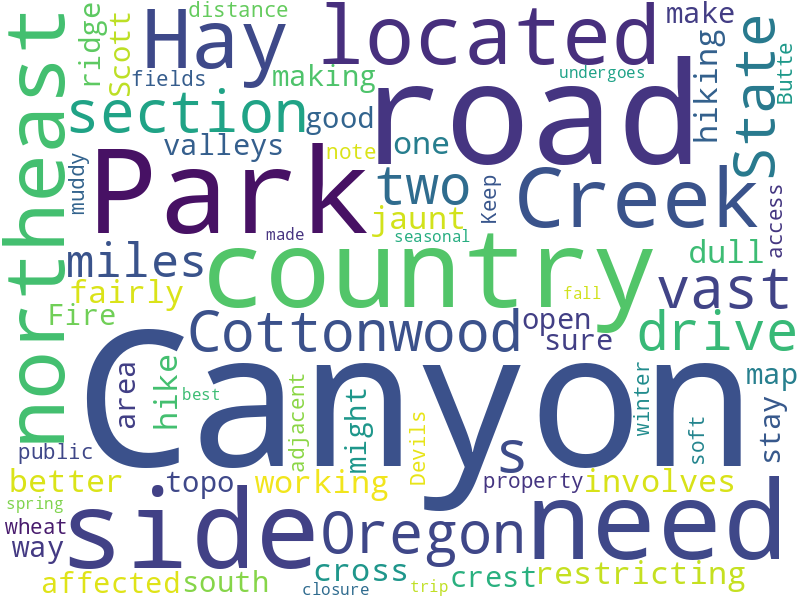 distance
ridge
Scott
Hay
located
make
State
Butte
fields
making
undergoes
hiking
northeast
section
good
road
valleys
note
one
muddy
Park
two
Keep
Creek
access
jaunt
made
seasonal
miles
country
dull
fairly
fall
vast
Fire
Cottonwood
open
sure
drive
area
hike
Canyon
best
adjacent
might
Devils
winter
map
soft
stay
public
s
better
topo
working
property
involves
spring
wheat
way
side
Oregon
need
affected
south
cross
closure
trip
crest
restricting